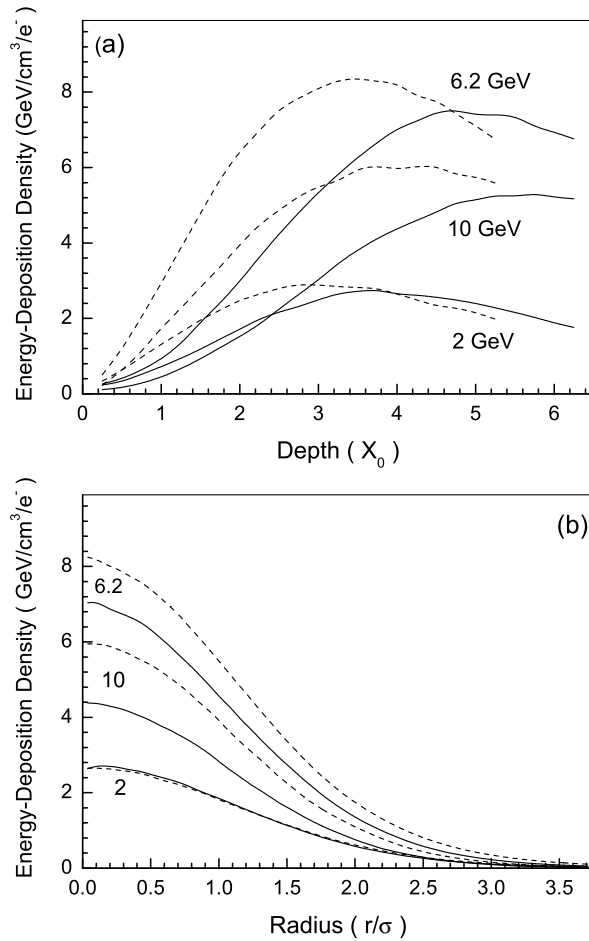 (a)
Energy-Deposition Density (GeV/cm³/e⁻)
8
6
4
2
0
6.2 GeV
10 GeV
2 GeV
0 1 2 3 4 5 6
Depth ( X₀ )
(b)
Energy-Deposition Density ( GeV/cm³/e⁻ )
8
6
4
2
0
6.2
10
2
0.0 0.5 1.0 1.5 2.0 2.5 3.0 3.5
Radius ( r/σ )